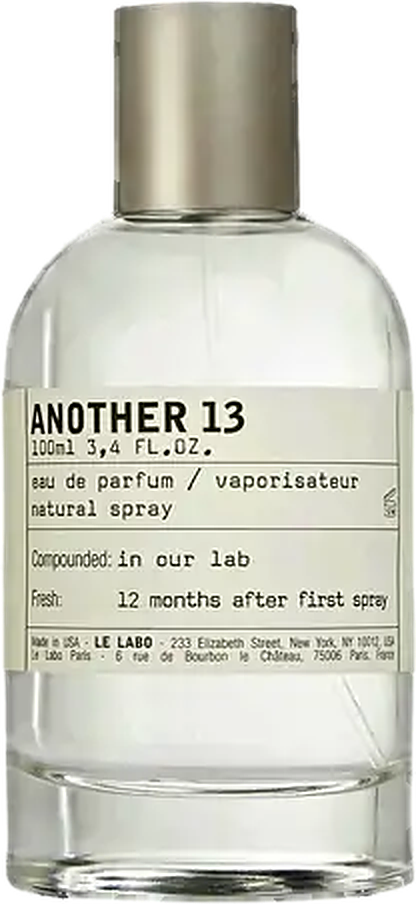 ANOTHER 13
100ml 3,4 FL.OZ.
eau de parfum / vaporisateur
natural spray
Compounded: in our lab
Fresh: 12 months after first spray
Made in USA - LE LABO - 233 Elizabeth Street, New York, NY 10012, USA
Le Labo Paris - 6 rue de Bourbon le Château, 75006 Paris, France